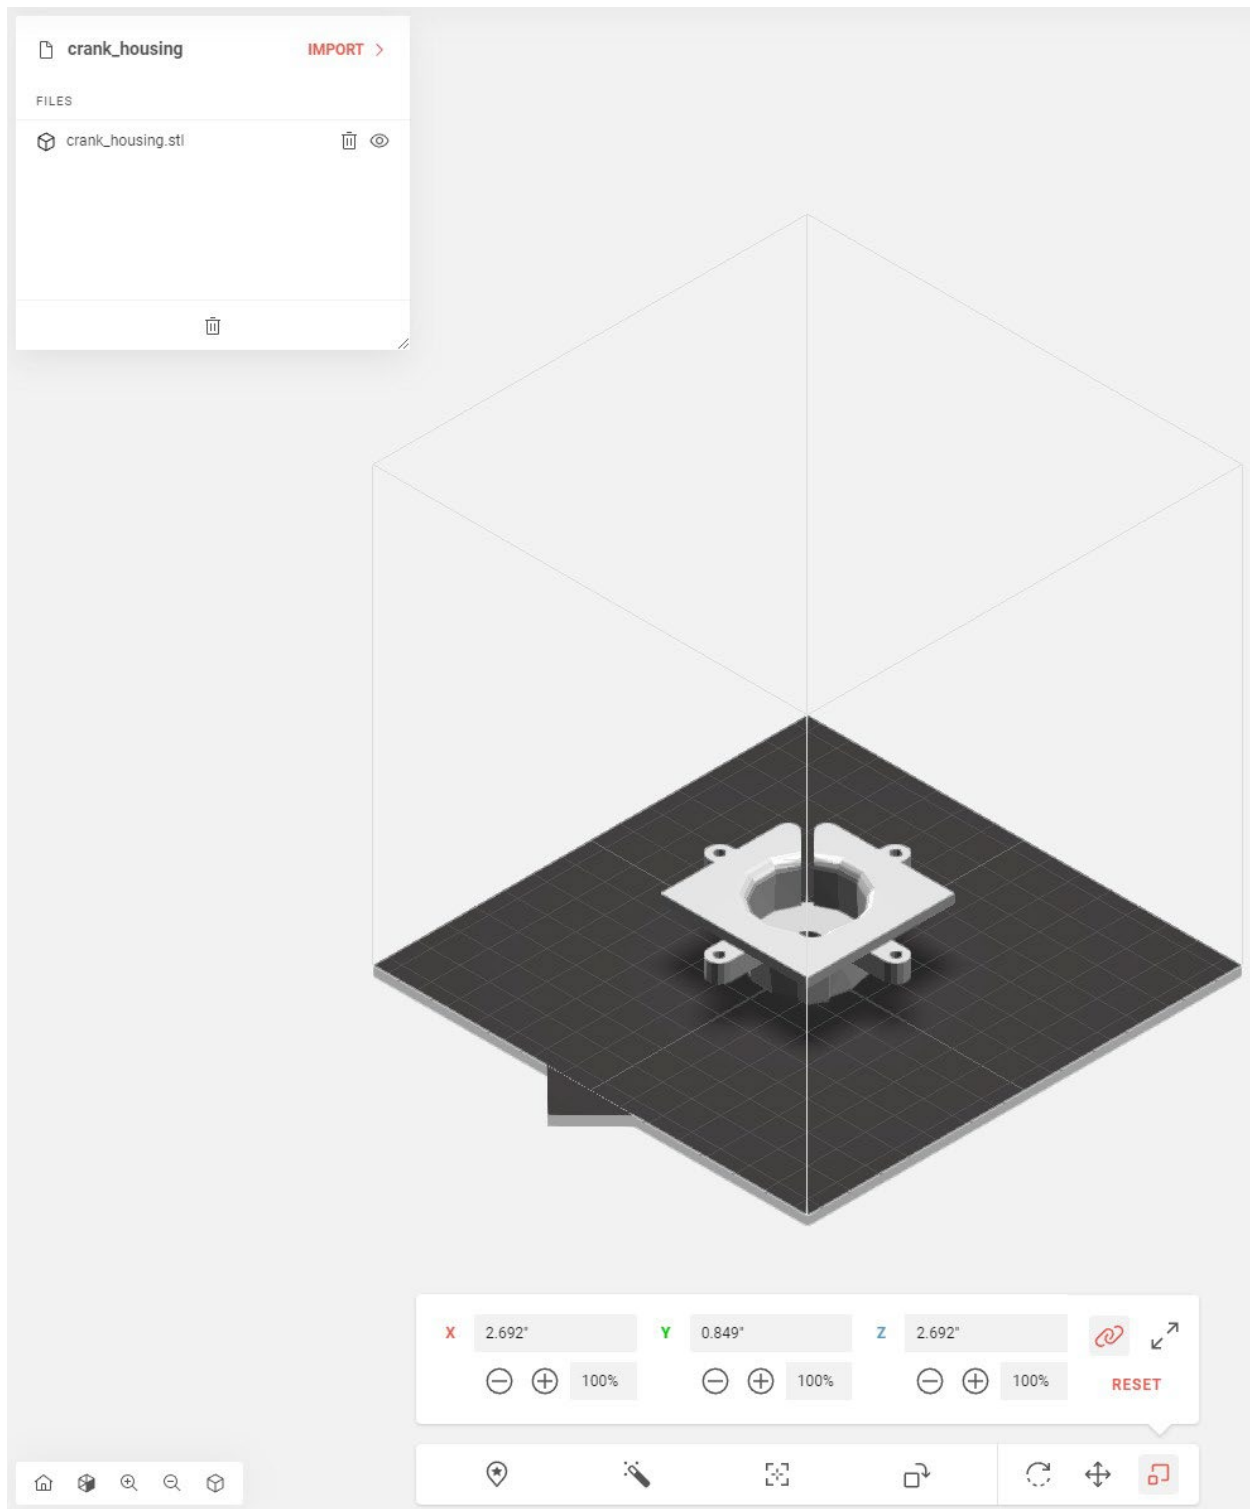 crank_housing
IMPORT >
FILES
crank_housing.stl
X 2.692" Y 0.849" Z 2.692"
100% 100% 100% RESET